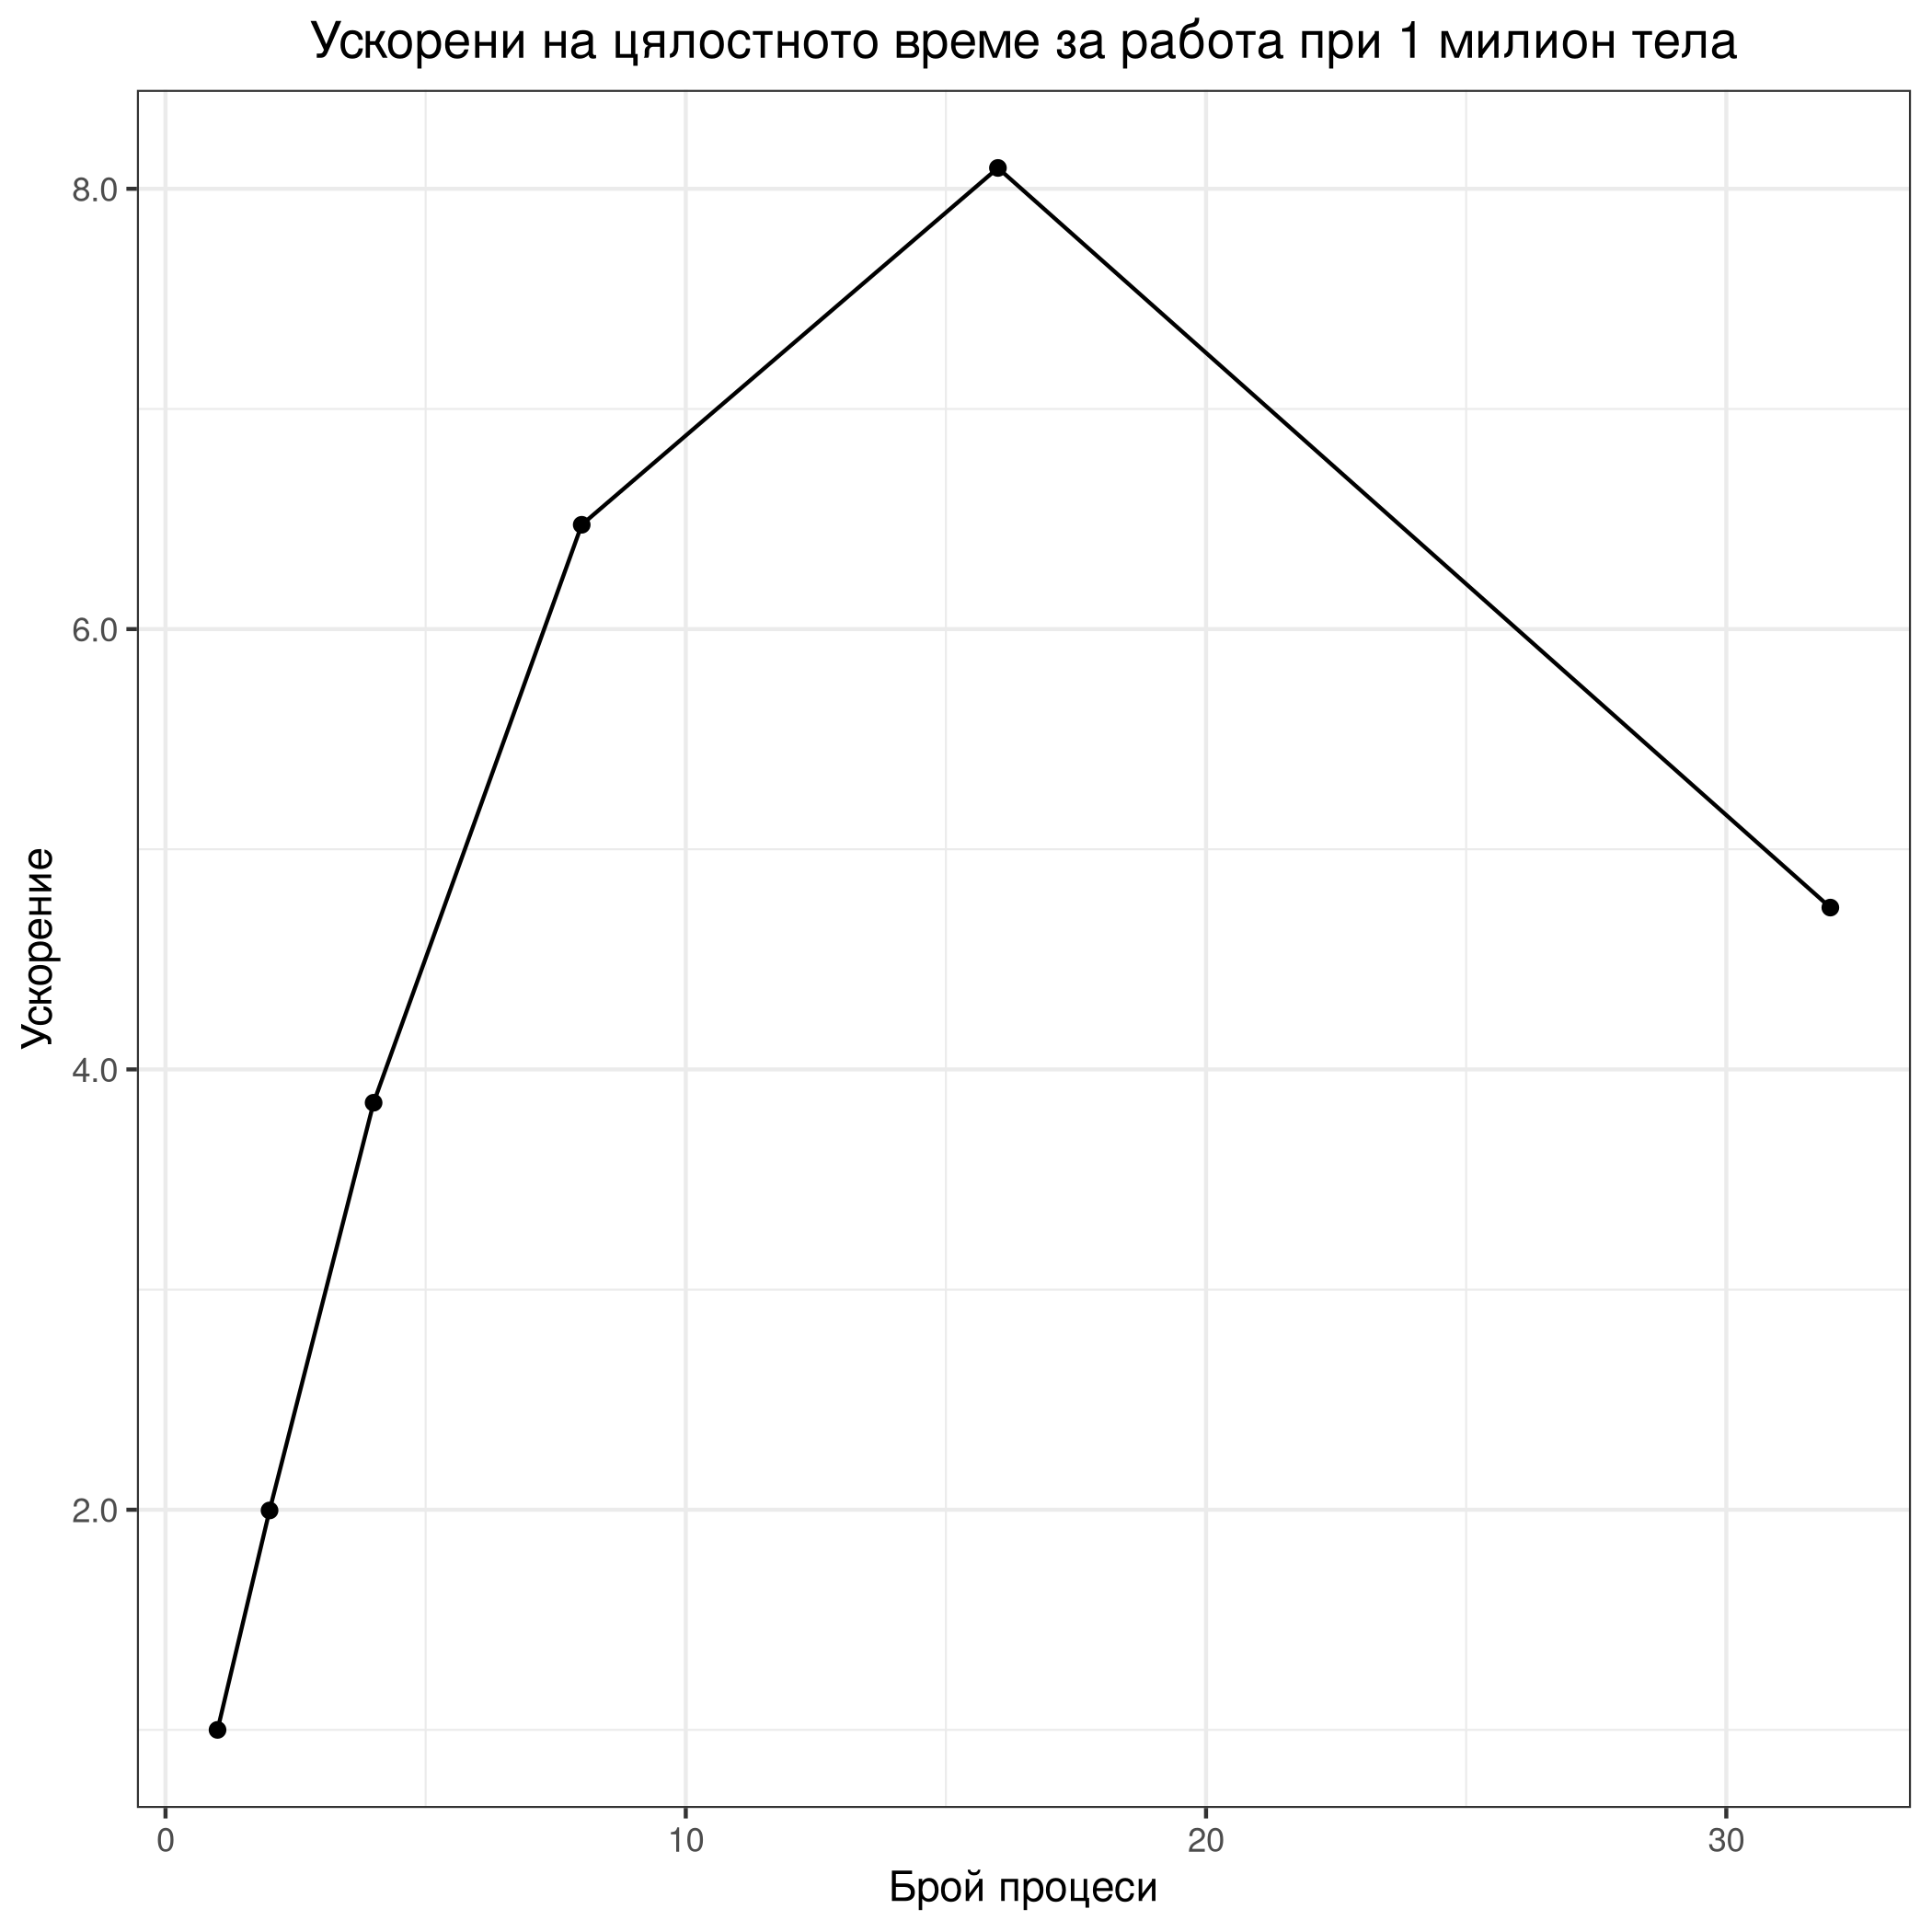 Ускорени на цялостното време за работа при 1 милион тела
8.0
6.0
4.0
2.0
Ускорение
0 10 20 30
Брой процеси